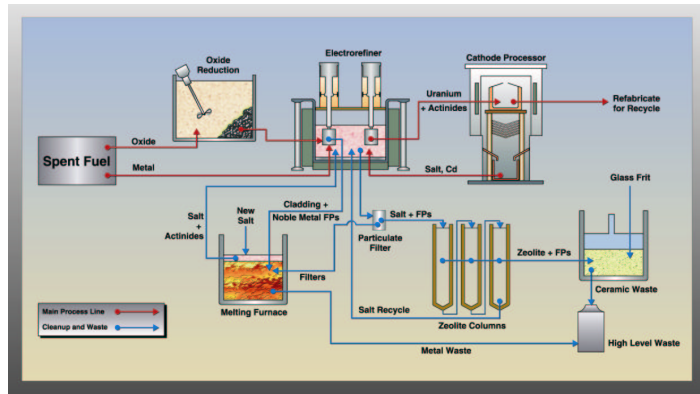 Electrorefiner
Oxide
Reduction
Cathode Processor
Uranium
+ Actinides
Refabricate
for Recycle
Spent Fuel
Oxide
Metal
Salt, Cd
Glass Frit
Salt
+
Actinides
New
Salt
Cladding +
Noble Metal FPs
Salt + FPs
Particulate
Filter
Zeolite + FPs
Filters
Ceramic Waste
Main Process Line
Cleanup and Waste
Melting Furnace
Salt Recycle
Zeolite Columns
High Level Waste
Metal Waste